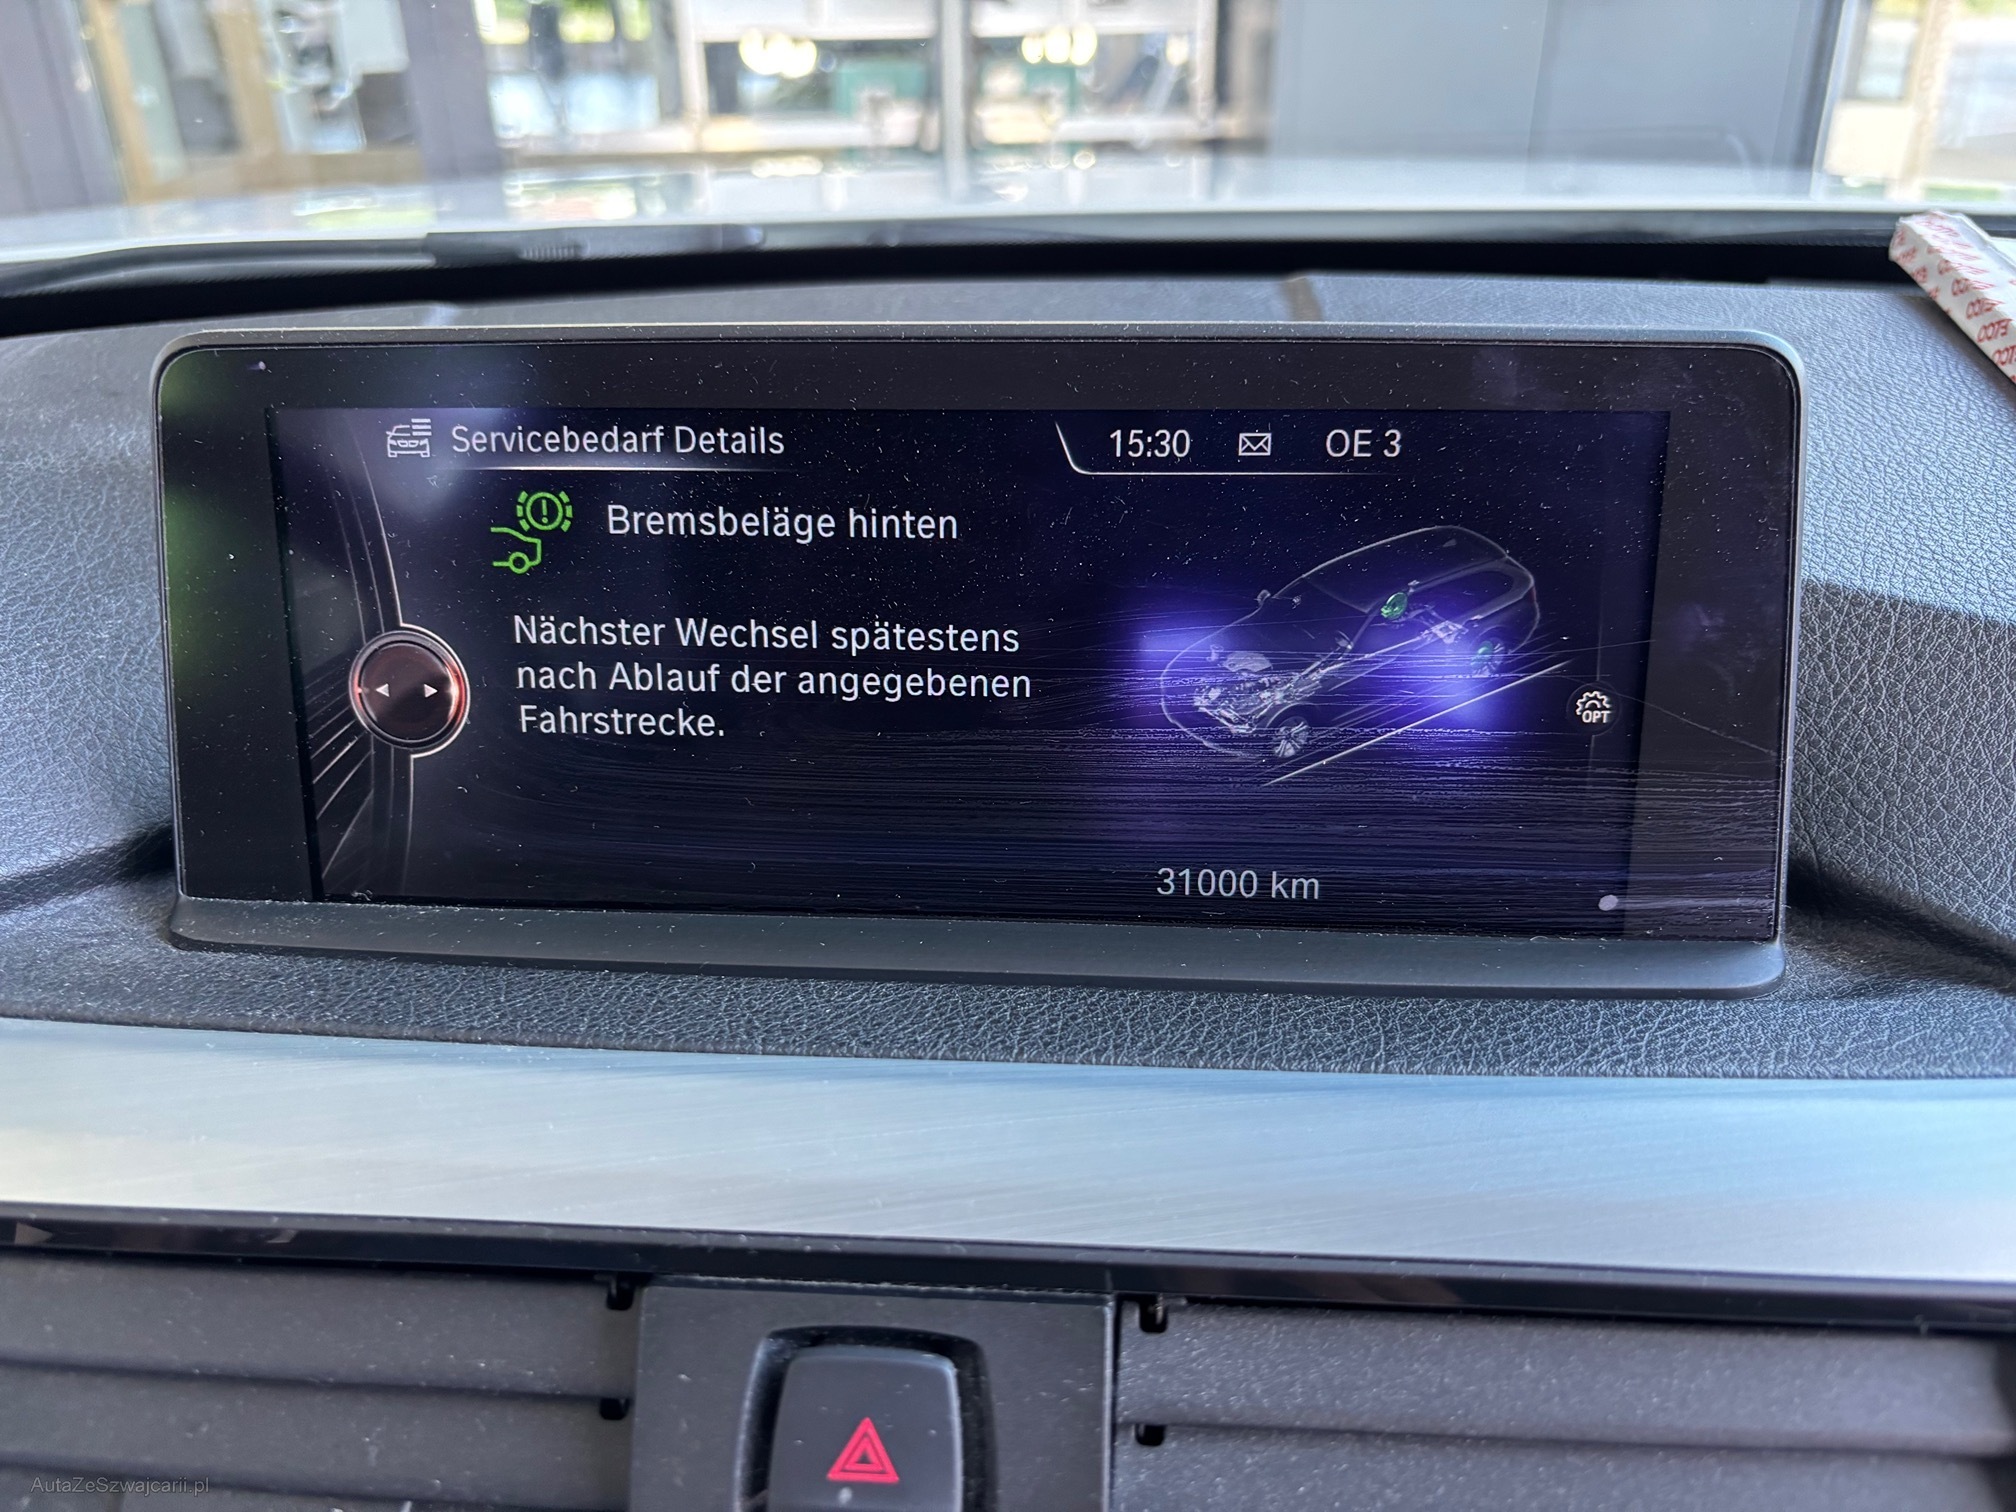 Servicebedarf Details
15:30 OE 3
Bremsbeläge hinten
Nächster Wechsel spätestens
nach Ablauf der angegebenen
Fahrstrecke.
OPT
31000 km
ELCO
AutaZeSzwajcarii.pl